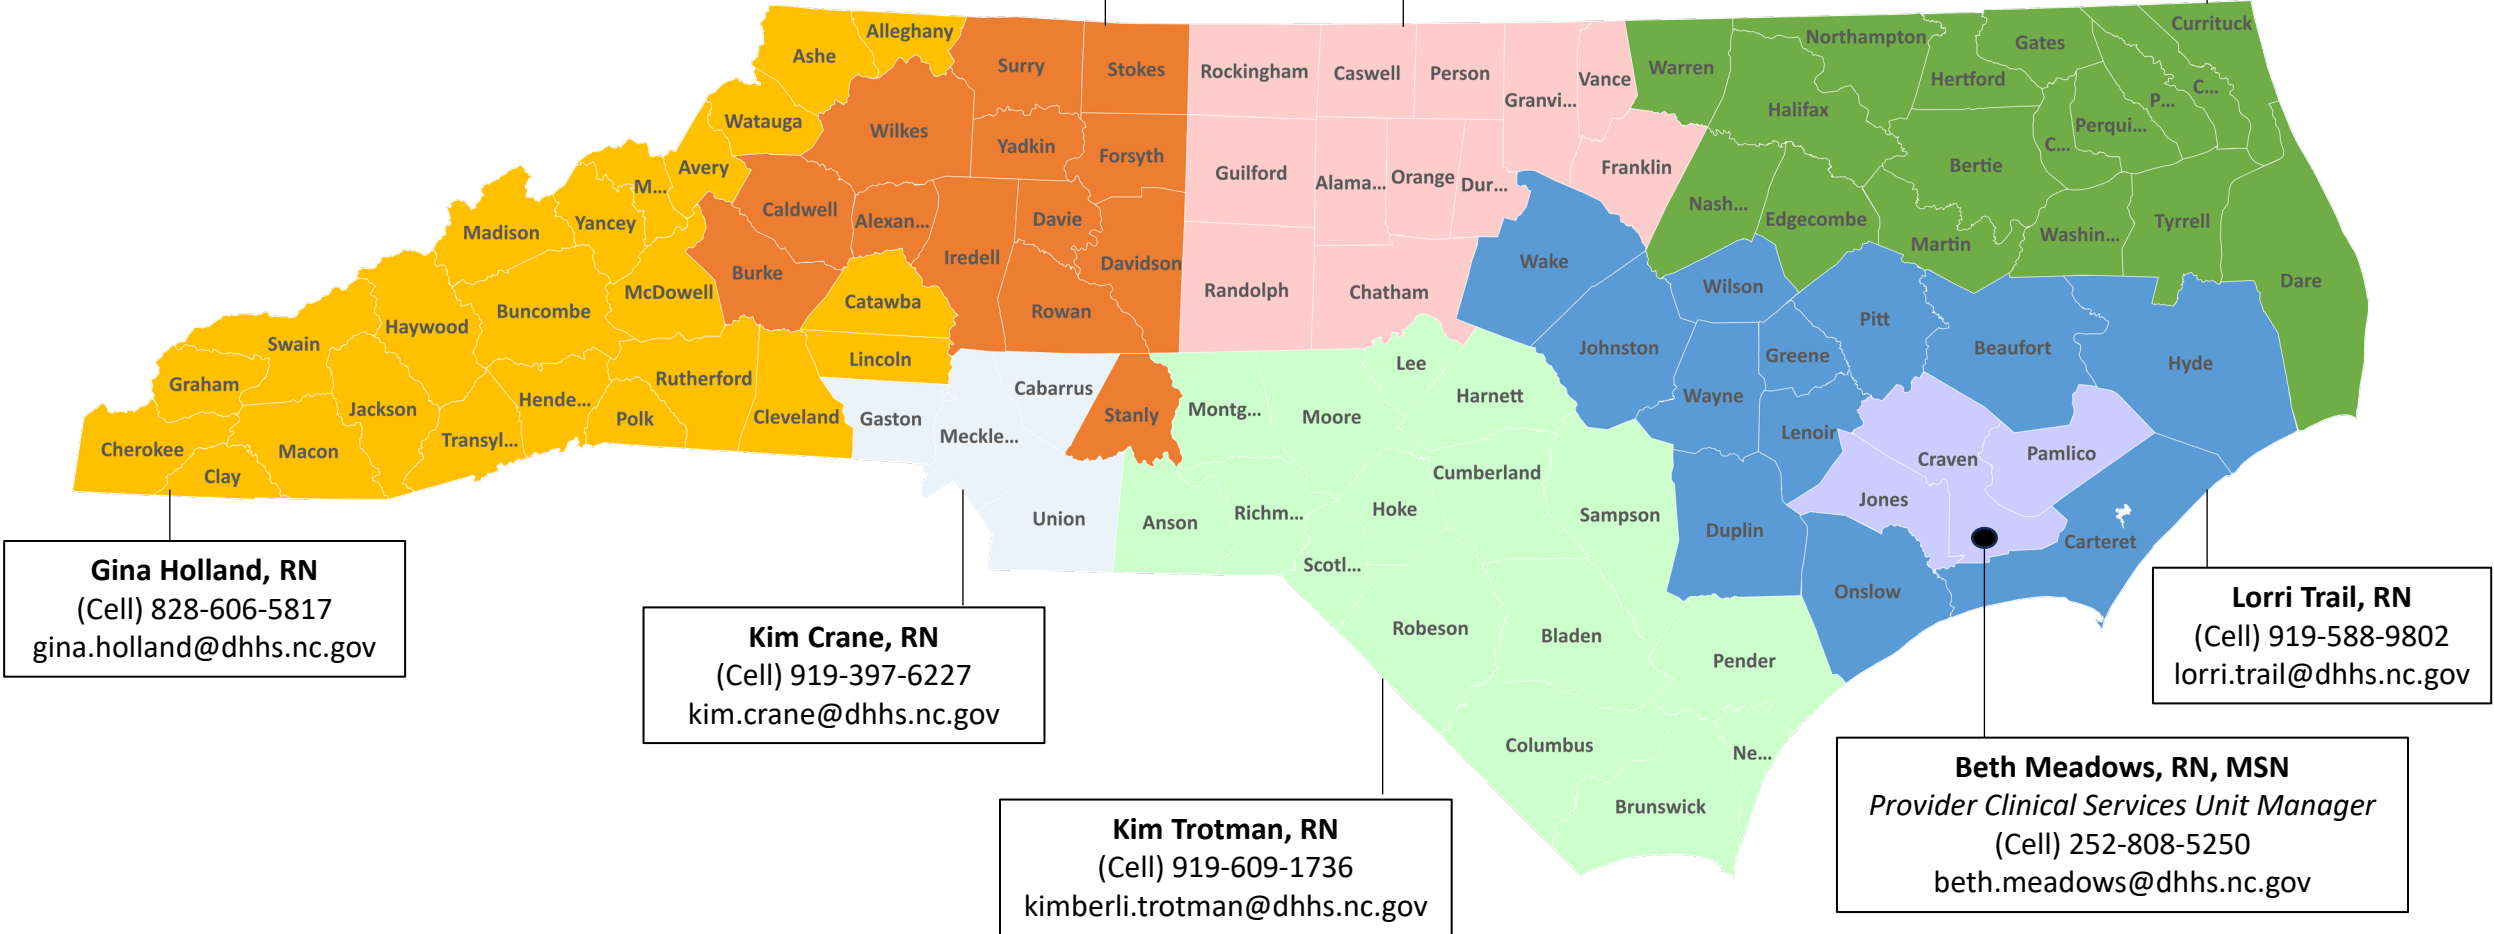 Alleghany
Ashe
Surry
Stokes
Rockingham
Caswell
Person
Granvi...
Vance
Warren
Northampton
Gates
Currituck
Hertford
C...
P...
Halifax
Perqui...
C...
Watauga
Wilkes
Yadkin
Forsyth
Guilford
Alama...
Orange
Dur...
Franklin
Bertie
Avery
M...
Caldwell
Alexan...
Davie
Nash...
Edgecombe
Martin
Washin...
Tyrrell
Madison
Yancey
Burke
Iredell
Davidson
Randolph
Chatham
Wake
Wilson
Dare
McDowell
Catawba
Rowan
Buncombe
Haywood
Swain
Lincoln
Lee
Johnston
Greene
Pitt
Beaufort
Hyde
Graham
Jackson
Hende...
Rutherford
Polk
Cleveland
Gaston
Cabarrus
Meckle...
Stanly
Montg...
Moore
Harnett
Wayne
Lenoir
Cherokee
Clay
Macon
Transyl...
Union
Anson
Richm...
Hoke
Cumberland
Sampson
Duplin
Jones
Craven
Pamlico
Carteret
Scotl...
Robeson
Bladen
Pender
Onslow
Columbus
Brunswick
Ne...
Gina Holland, RN
(Cell) 828-606-5817
gina.holland@dhhs.nc.gov
Kim Crane, RN
(Cell) 919-397-6227
kim.crane@dhhs.nc.gov
Kim Trotman, RN
(Cell) 919-609-1736
kimberli.trotman@dhhs.nc.gov
Lorri Trail, RN
(Cell) 919-588-9802
lorri.trail@dhhs.nc.gov
Beth Meadows, RN, MSN
Provider Clinical Services Unit Manager
(Cell) 252-808-5250
beth.meadows@dhhs.nc.gov